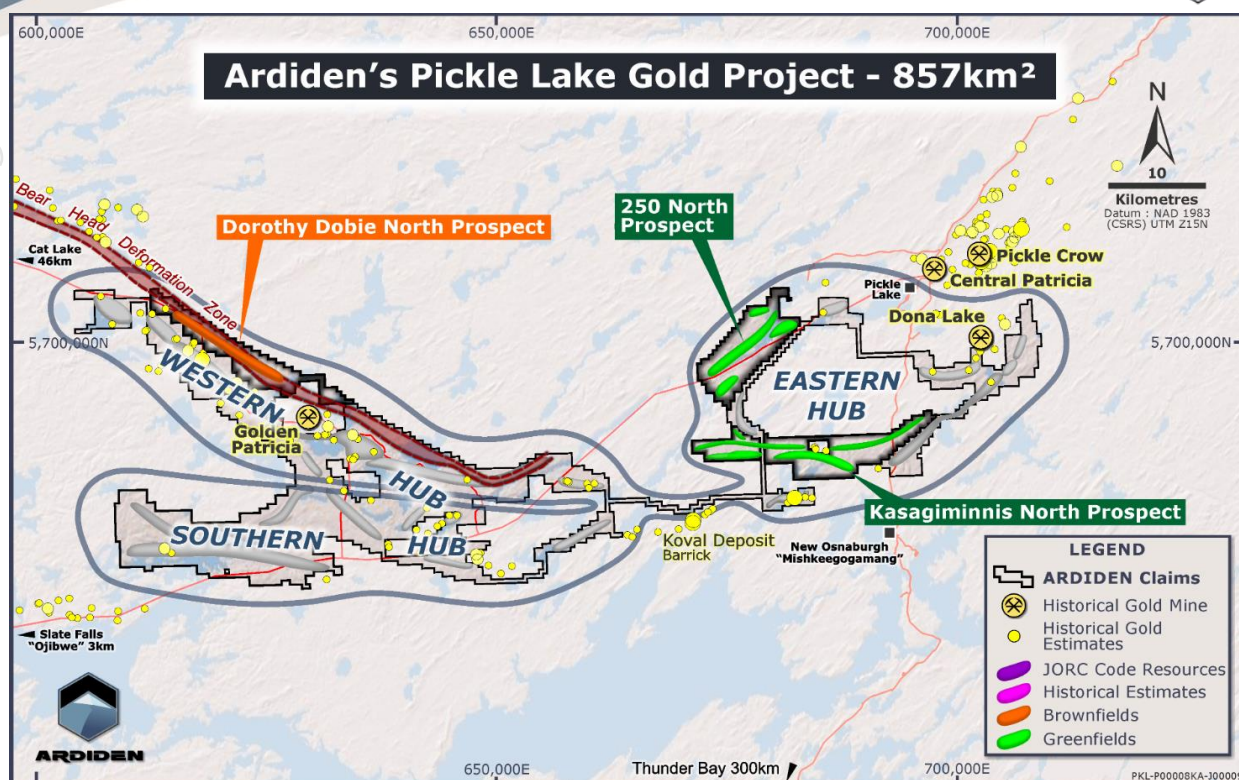 600,000E
650,000E
700,000E
Ardiden's Pickle Lake Gold Project - 857km²
N
10
Kilometres
Datum : NAD 1983
(CSRS) UTM Z15N
Bear Head Deformation Zone
Dorothy Dobie North Prospect
250 North
Prospect
Cat Lake
46km
Pickle Crow
Central Patricia
Pickle
Lake
Dona Lake
5,700,000N
5,700,000N
WESTERN
HUB
EASTERN
HUB
Golden
Patricia
SOUTHERN
HUB
Kasagiminnis North Prospect
Koval Deposit
Barrick
New Osnaburgh
"Mishkeegogamang"
Slate Falls
"Ojibwe" 3km
LEGEND
ARDIDEN Claims
Historical Gold Mine
Historical Gold
Estimates
JORC Code Resources
Historical Estimates
Brownfields
Greenfields
ARDIDEN
650,000E
Thunder Bay 300km
700,000E